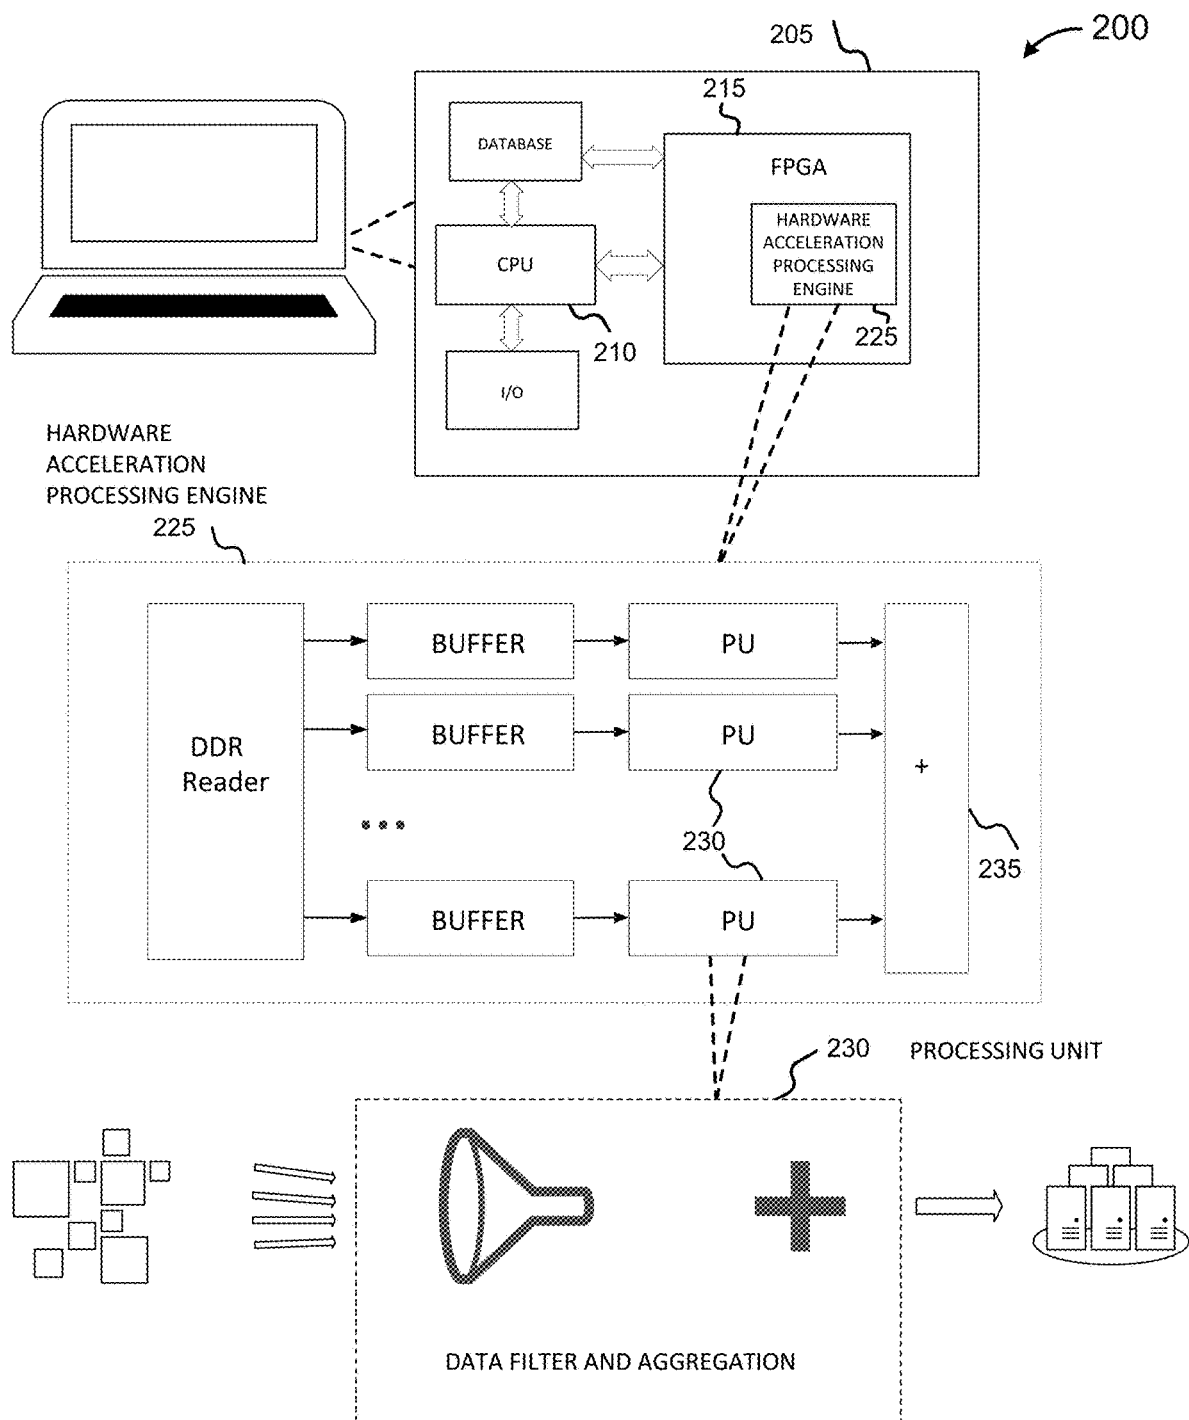 200
205
215
DATABASE
FPGA
HARDWARE
ACCELERATION
PROCESSING
ENGINE
CPU
225
210
I/O
HARDWARE
ACCELERATION
PROCESSING ENGINE
225
BUFFER
PU
BUFFER
PU
DDR
Reader
+
...
230
235
BUFFER
PU
230
PROCESSING UNIT
DATA FILTER AND AGGREGATION